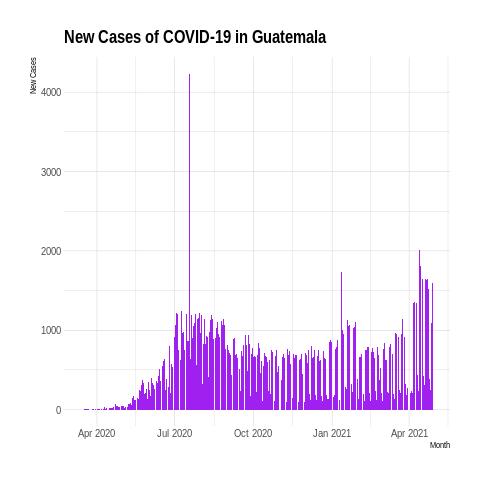 New Cases of COVID-19 in Guatemala
New Cases
4000
3000
2000
1000
0
Apr 2020
Jul 2020
Oct 2020
Jan 2021
Apr 2021
Month